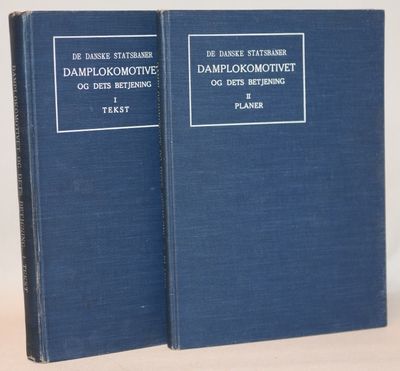 DE DANSKE STATSBANER
DAMPLOKOMOTIVET
OG DETS BETJENING
I
TEKST
DE DANSKE STATSBANER
DAMPLOKOMOTIVET
OG DETS BETJENING
II
PLANER
DAMPLOKOMOTIVET OG DETS BETJENING I TEKST